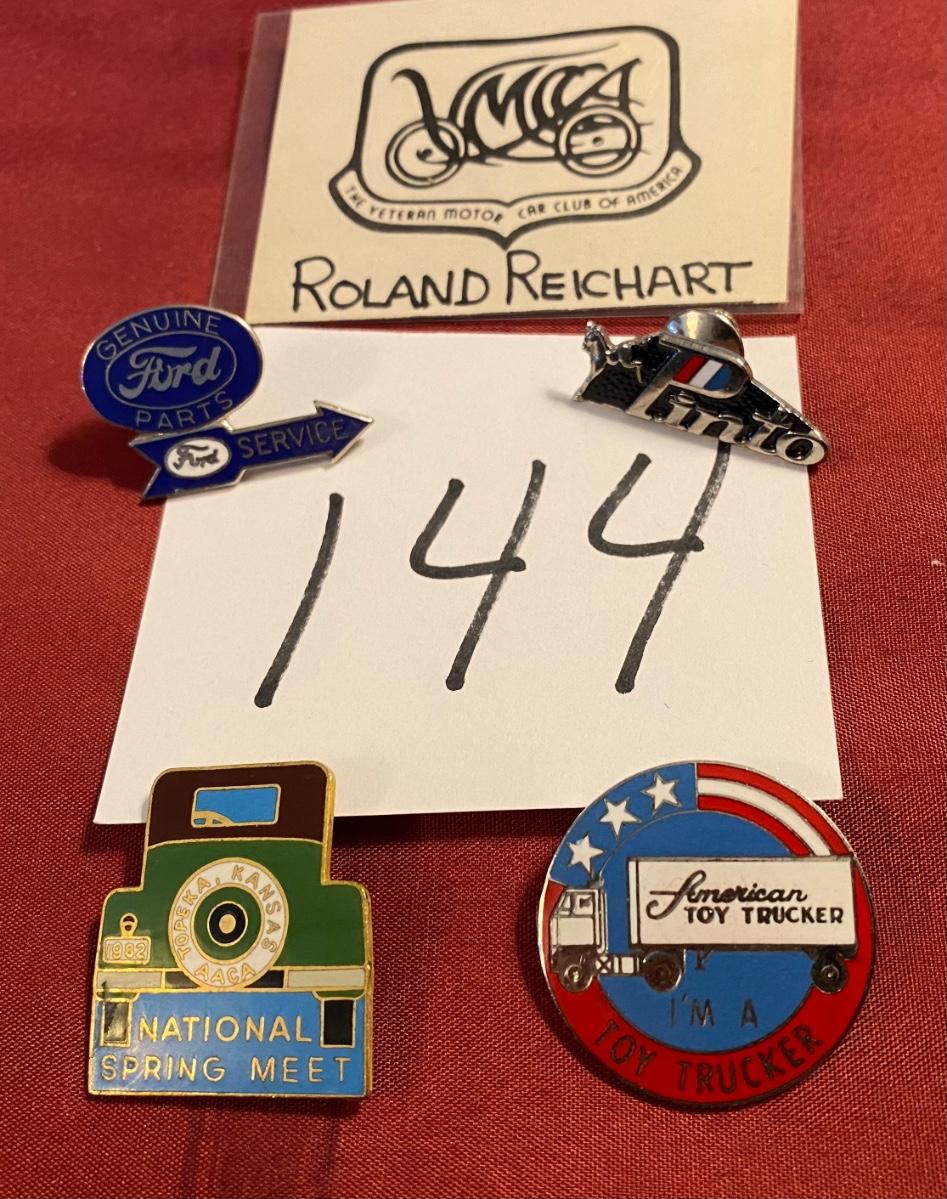 VMCCA
THE VETERAN MOTOR CAR CLUB OF AMERICA
ROLAND REICHART
GENUINE
Ford
PARTS
Ford SERVICE
Pinto
144
TOPEKA, KANSAS
AACA
1982
NATIONAL
SPRING MEET
American
TOY TRUCKER
I'M A
TOY TRUCKER